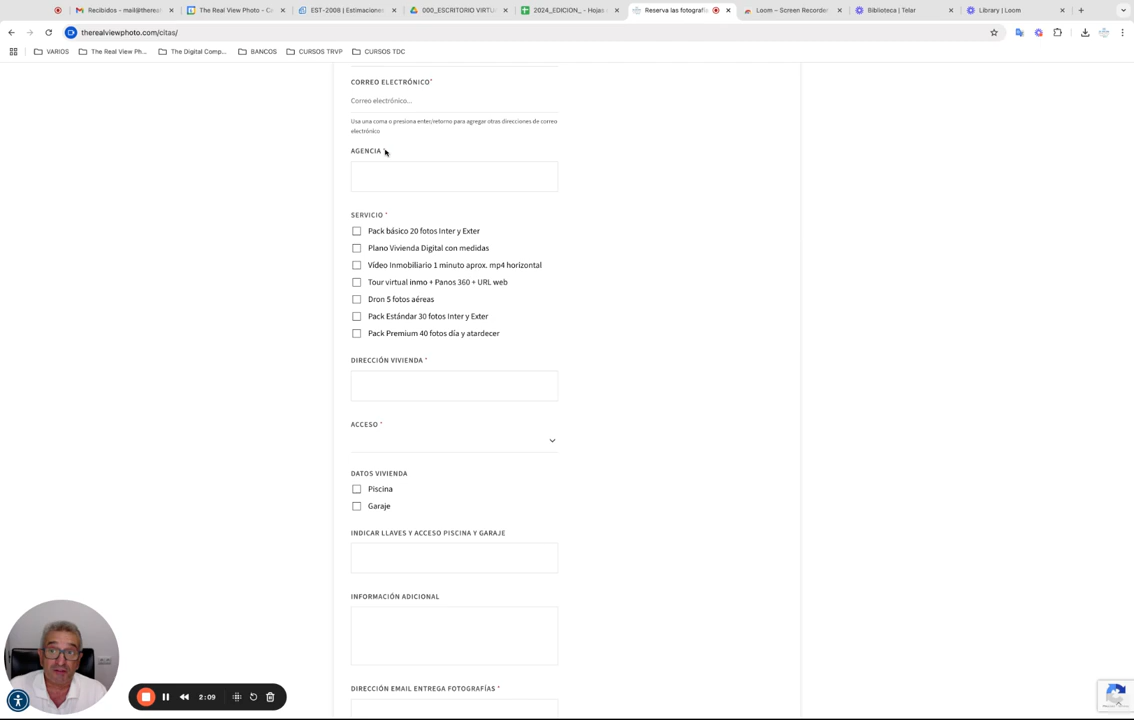 Recibidos - mail@thereal
The Real View Photo - C
EST-2008 | Estimaciones
000_ESCRITORIO VIRTU
2024_EDICION_ - Hojas
Reserva las fotografí
Loom – Screen Recorder
Biblioteca | Telar
Library | Loom
therealviewphoto.com/citas/
VARIOS
The Real View Ph...
The Digital Comp...
BANCOS
CURSOS TRVP
CURSOS TDC
CORREO ELECTRÓNICO*
Correo electrónico...
Usa una coma o presiona enter/retorno para agregar otras direcciones de correo
electrónico
AGENCIA *
SERVICIO *
Pack básico 20 fotos Inter y Exter
Plano Vivienda Digital con medidas
Vídeo Inmobiliario 1 minuto aprox. mp4 horizontal
Tour virtual inmo + Panos 360 + URL web
Dron 5 fotos aéreas
Pack Estándar 30 fotos Inter y Exter
Pack Premium 40 fotos día y atardecer
DIRECCIÓN VIVIENDA *
ACCESO *
DATOS VIVIENDA
Piscina
Garaje
INDICAR LLAVES Y ACCESO PISCINA Y GARAJE
INFORMACIÓN ADICIONAL
DIRECCIÓN EMAIL ENTREGA FOTOGRAFÍAS *
2:09